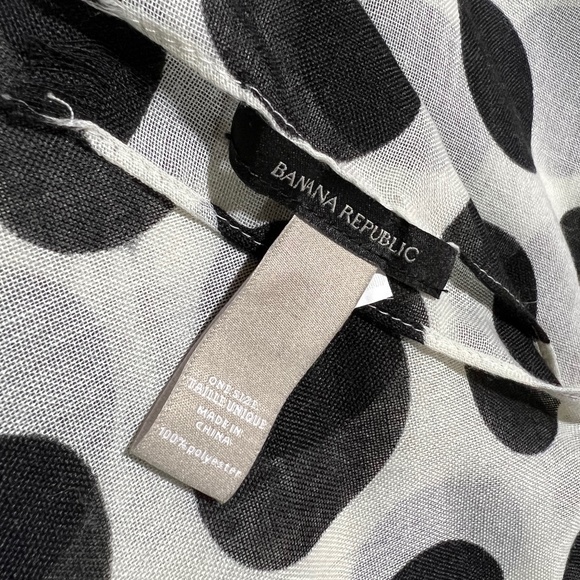 BANANA REPUBLIC
ONE SIZE
TAILLE UNIQUE
MADE IN
CHINA
100% polyester